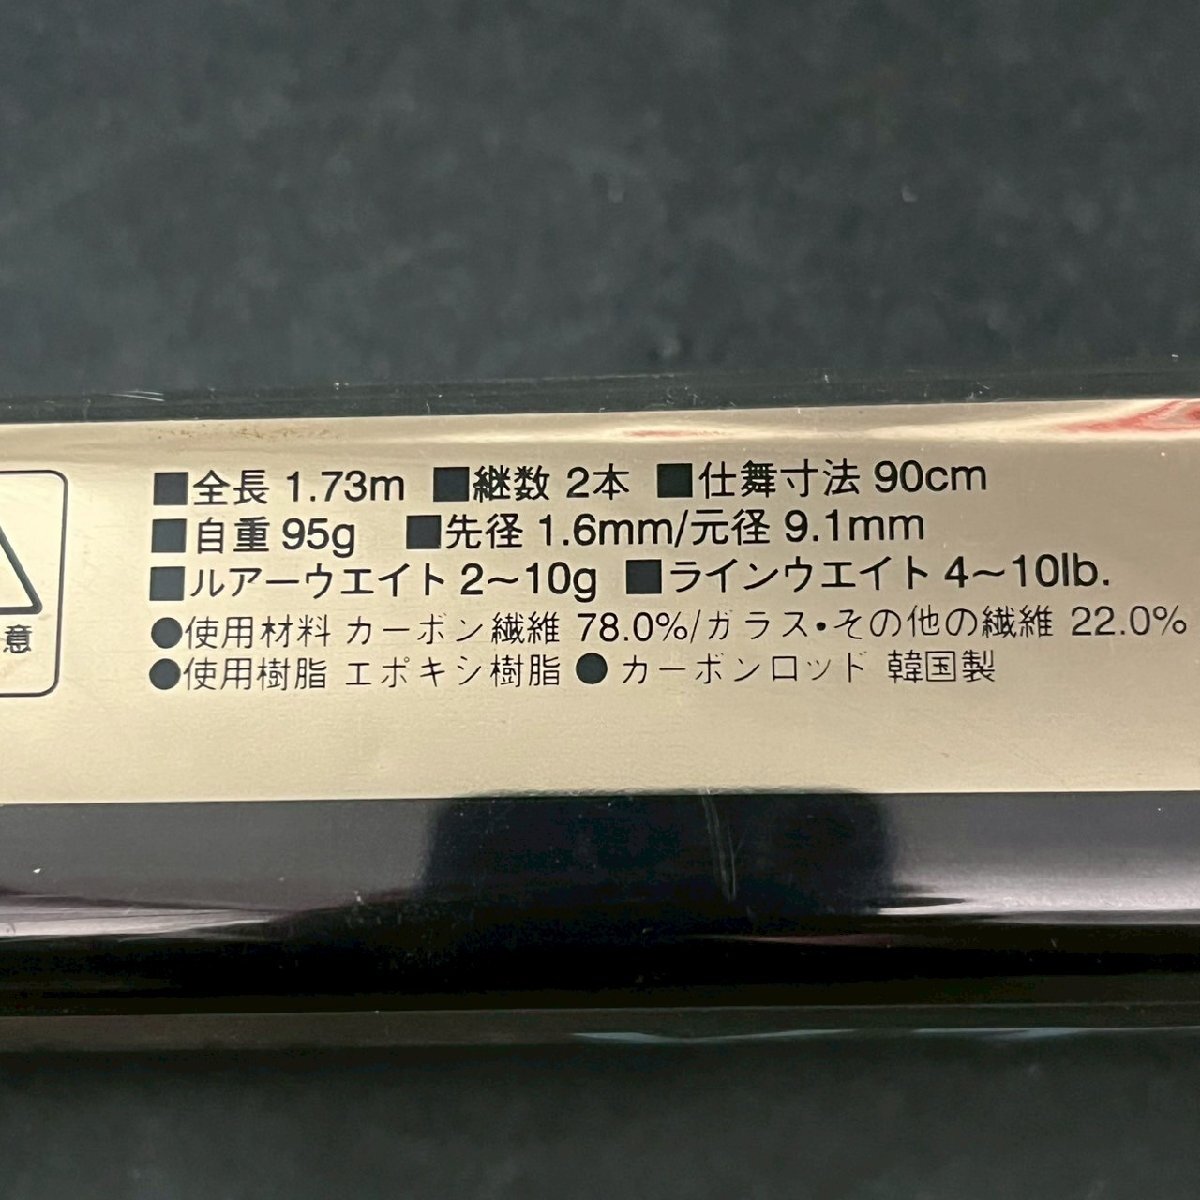 ■全長 1.73m ■継数 2本 ■仕舞寸法 90cm
■自重 95g ■先径 1.6mm/元径 9.1mm
■ルアーウエイト 2〜10g ■ラインウエイト 4〜10lb.
●使用材料 カーボン繊維 78.0%/ガラス・その他の繊維 22.0%
●使用樹脂 エポキシ樹脂 ● カーボンロッド 韓国製
意